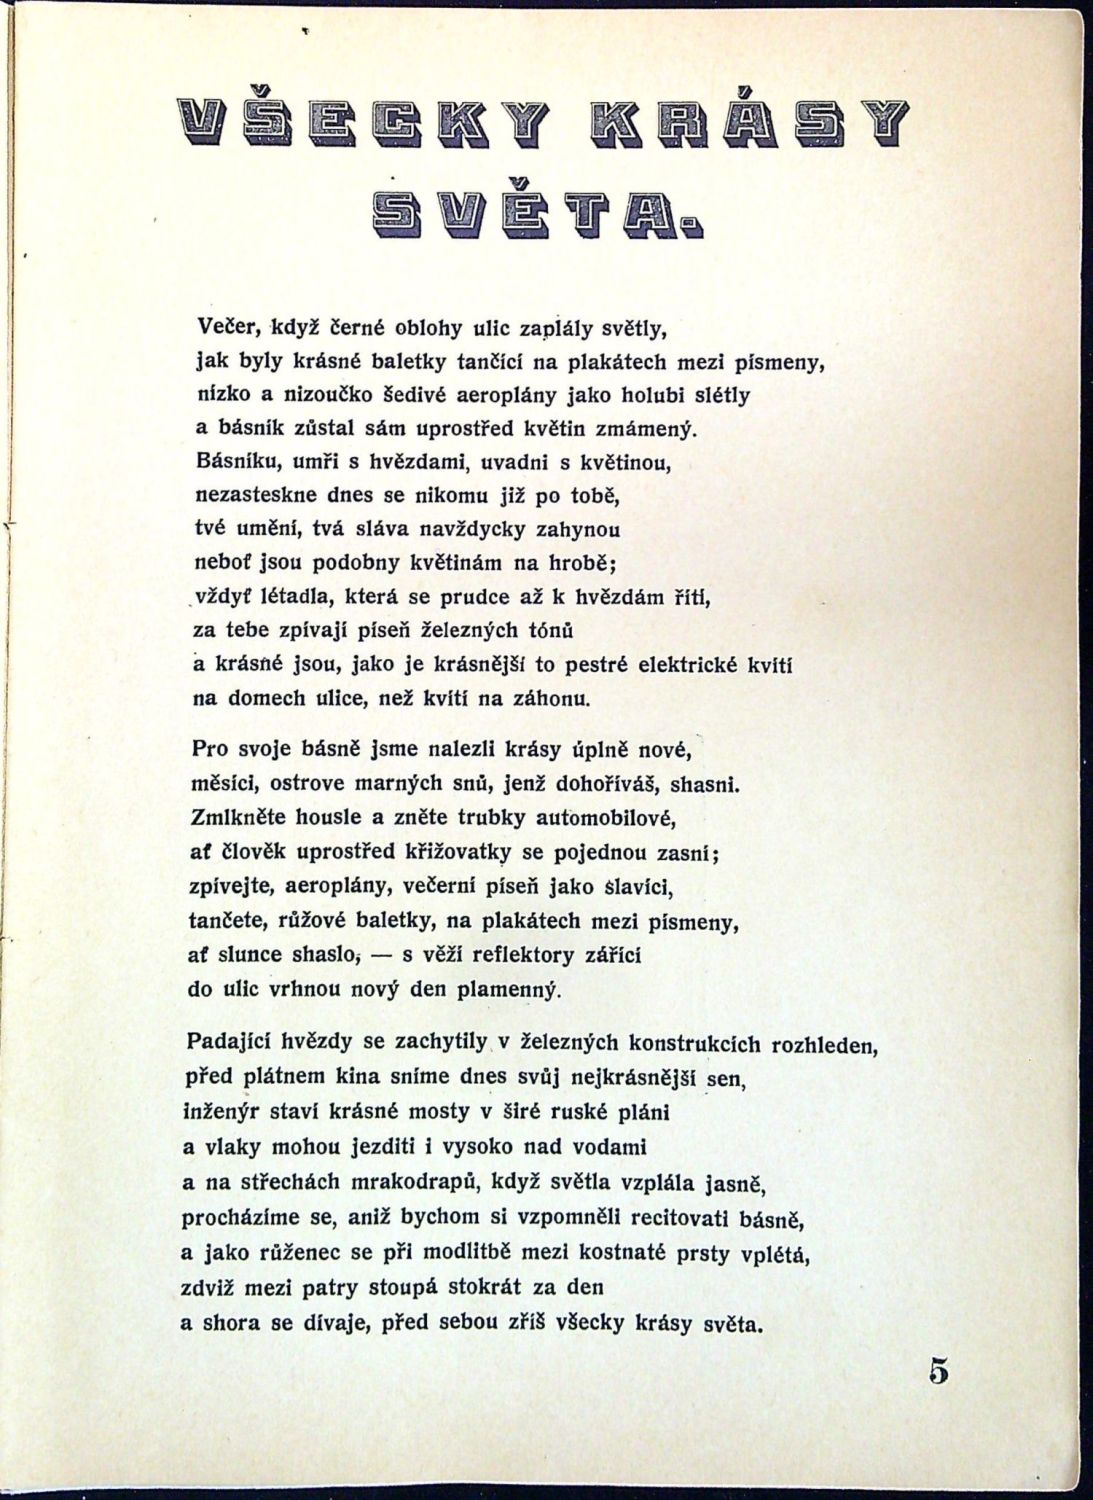 VŠECKY KRÁSY
SVĚTA.
Večer, když černé oblohy ulic zaplály světly,
jak byly krásné baletky tančící na plakátech mezi písmeny,
nízko a nizoučko šedivé aeroplány jako holubi slétly
a básník zůstal sám uprostřed květin zmámený.
Básníku, umři s hvězdami, uvadni s květinou,
nezasteskne dnes se nikomu již po tobě,
tvé umění, tvá sláva navždycky zahynou
neboť jsou podobny květinám na hrobě;
vždyť létadla, která se prudce až k hvězdám řítí,
za tebe zpívají píseň železných tónů
a krásné jsou, jako je krásnější to pestré elektrické kvítí
na domech ulice, než kvítí na záhonu.
Pro svoje básně jsme nalezli krásy úplně nové,
měsíci, ostrove marných snů, jenž dohoříváš, shasni.
Zmlkněte housle a zněte trubky automobilové,
ať člověk uprostřed křižovatky se pojednou zasní;
zpívejte, aeroplány, večerní píseň jako slavíci,
tančete, růžové baletky, na plakátech mezi písmeny,
ať slunce shaslo, — s věží reflektory zářící
do ulic vrhnou nový den plamenný.
Padající hvězdy se zachytily v železných konstrukcích rozhleden,
před plátnem kina sníme dnes svůj nejkrásnější sen,
inženýr staví krásné mosty v širé ruské pláni
a vlaky mohou jezditi i vysoko nad vodami
a na střechách mrakodrapů, když světla vzplála jasně,
procházíme se, aniž bychom si vzpomněli recitovati básně,
a jako růženec se při modlitbě mezi kostnaté prsty vplétá,
zdviž mezi patry stoupá stokrát za den
a shora se dívaje, před sebou zříš všecky krásy světa.
5